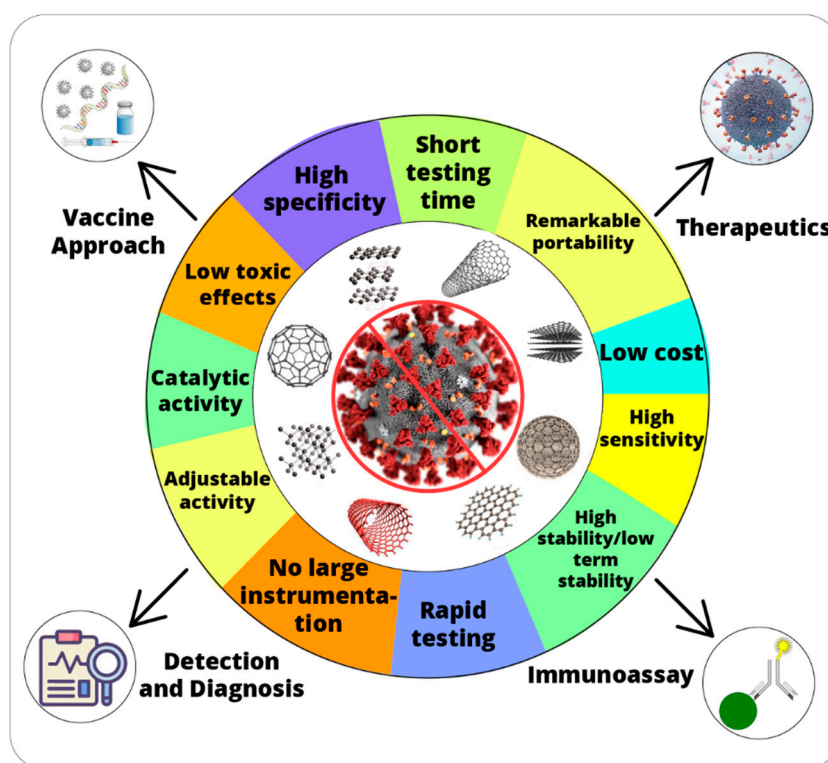 Vaccine
Approach
High
specificity
Short
testing
time
Remarkable
portability
Therapeutics
Low toxic
effects
Low cost
Catalytic
activity
High
sensitivity
Adjustable
activity
High
stability/low
term
stability
No large
instrumenta-
tion
Rapid
testing
Detection
and Diagnosis
Immunoassay